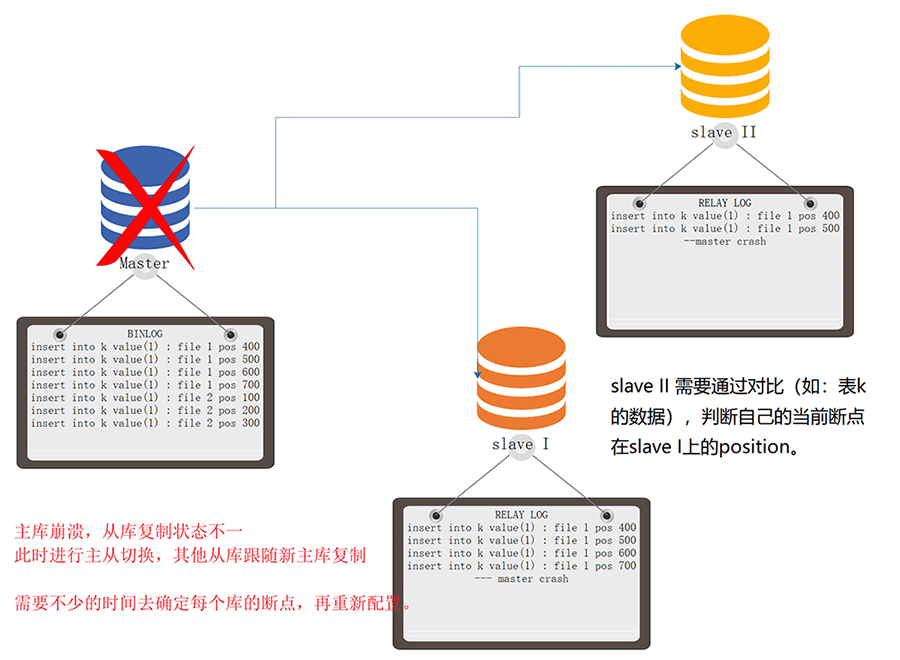 slave II
RELAY LOG
insert into k value(1) : file 1 pos 400
insert into k value(1) : file 1 pos 500
--master crash
Master
BINLOG
insert into k value(1) : file 1 pos 400
insert into k value(1) : file 1 pos 500
insert into k value(1) : file 1 pos 600
insert into k value(1) : file 1 pos 700
insert into k value(1) : file 2 pos 100
insert into k value(1) : file 2 pos 200
insert into k value(1) : file 2 pos 300
slave II 需要通过对比（如：表k
的数据），判断自己的当前断点
在slave I上的position。
slave I
RELAY LOG
insert into k value(1) : file 1 pos 400
insert into k value(1) : file 1 pos 500
insert into k value(1) : file 1 pos 600
insert into k value(1) : file 1 pos 700
--- master crash
主库崩溃，从库复制状态不一
此时进行主从切换，其他从库跟随新主库复制
需要不少的时间去确定每个库的断点，再重新配置。